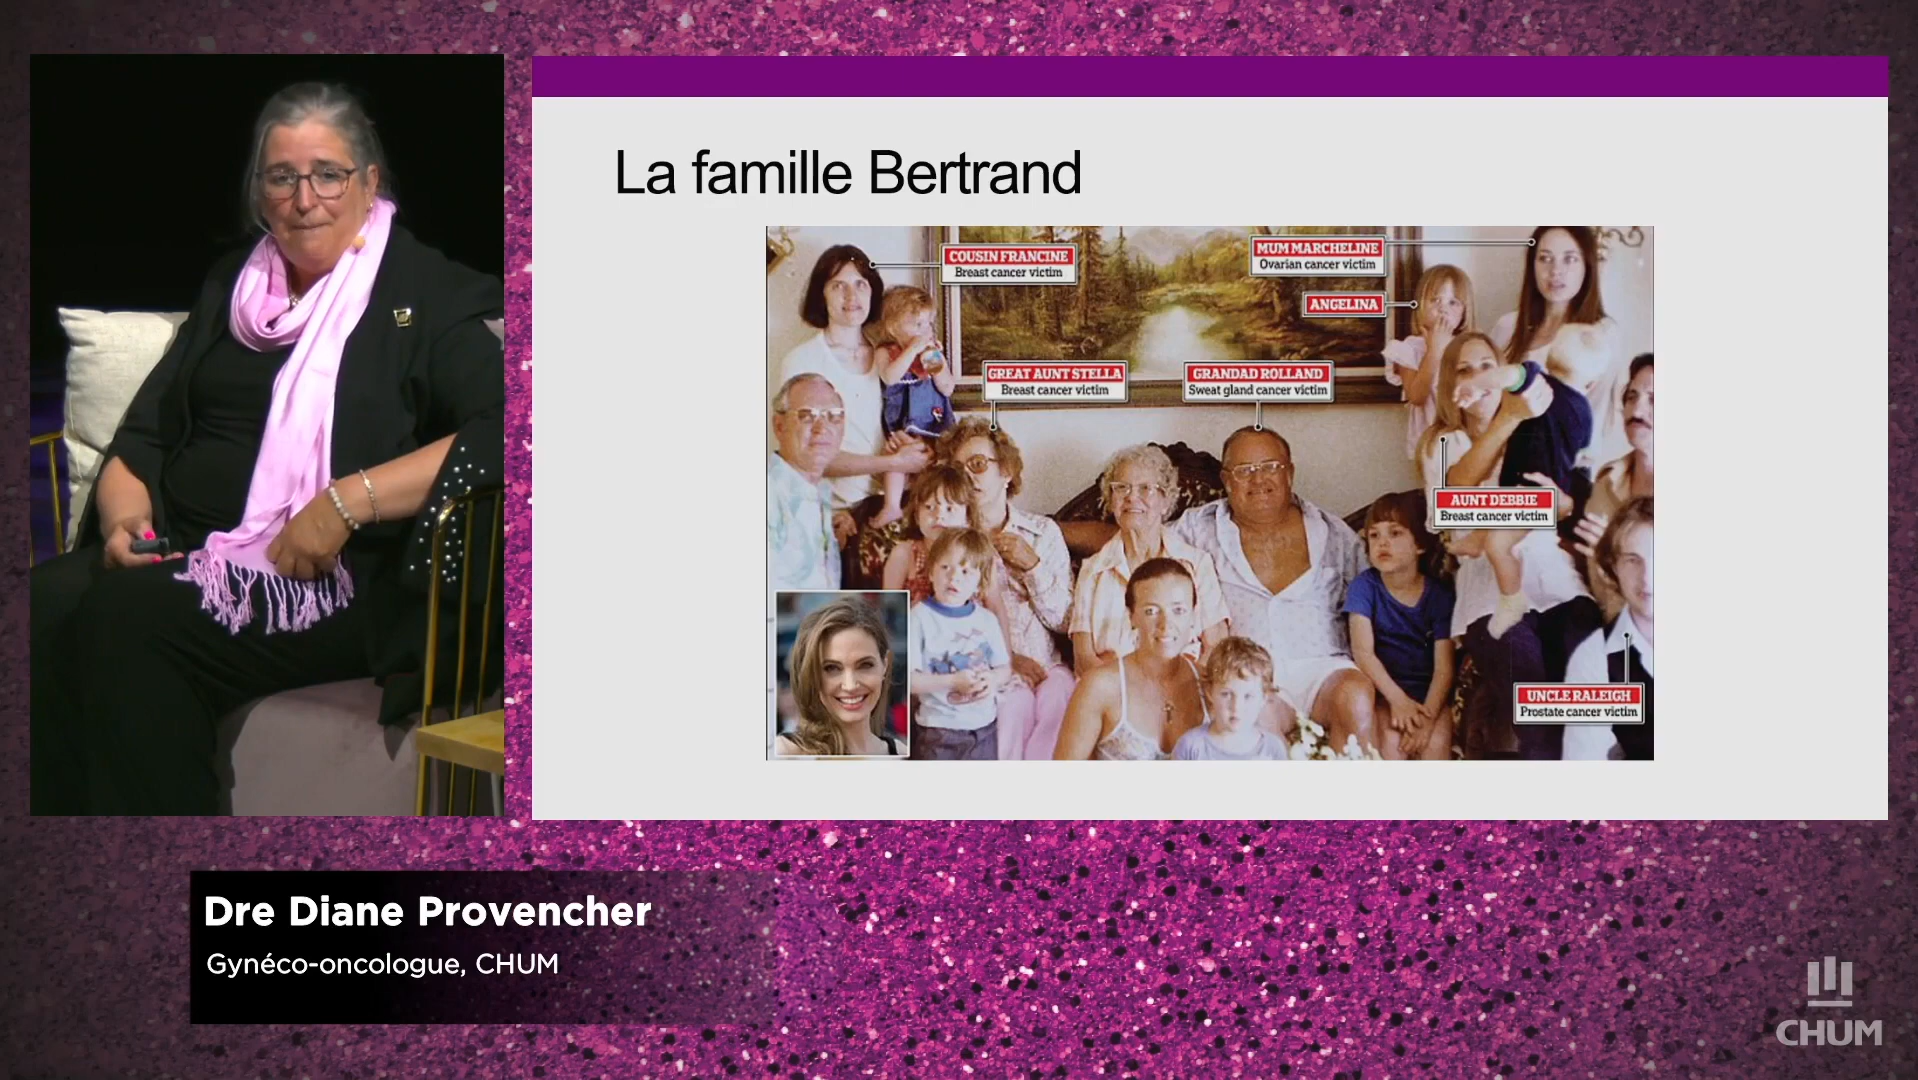 La famille Bertrand
COUSIN FRANCINE
Breast cancer victim
MUM MARCHELINE
Ovarian cancer victim
ANGELINA
GREAT AUNT STELLA
Breast cancer victim
GRANDAD ROLLAND
Sweat gland cancer victim
AUNT DEBBIE
Breast cancer victim
UNCLE RALEIGH
Prostate cancer victim
Dre Diane Provencher
Gynéco-oncologue, CHUM
CHUM